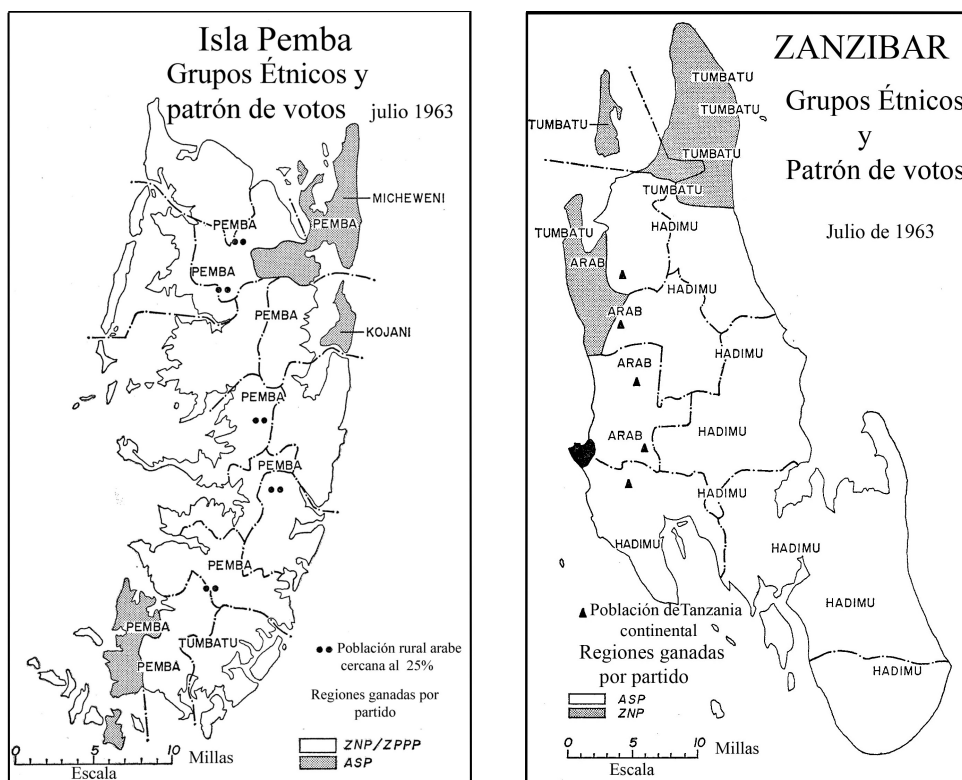 Isla Pemba
Grupos Étnicos y
patrón de votos julio 1963
MICHEWENI
PEMBA
PEMBA
PEMBA
PEMBA
KOJANI
PEMBA
PEMBA
PEMBA
PEMBA
TUMBATU
PEMBA
Población rural arabe
cercana al 25%
Regiones ganadas por
partido
ZNP/ZPPP
ASP
0 5 10 Millas
Escala
ZANZIBAR
Grupos Étnicos
y
Patrón de votos
Julio de 1963
TUMBATU
TUMBATU
TUMBATU
TUMBATU
TUMBATU
TUMBATU
HADIMU
ARAB
HADIMU
ARAB
HADIMU
ARAB
HADIMU
ARAB
HADIMU
HADIMU
HADIMU
HADIMU
HADIMU
Población de Tanzania
continental
Regiones ganadas
por partido
ASP
ZNP
0 5 10 Millas
Escala